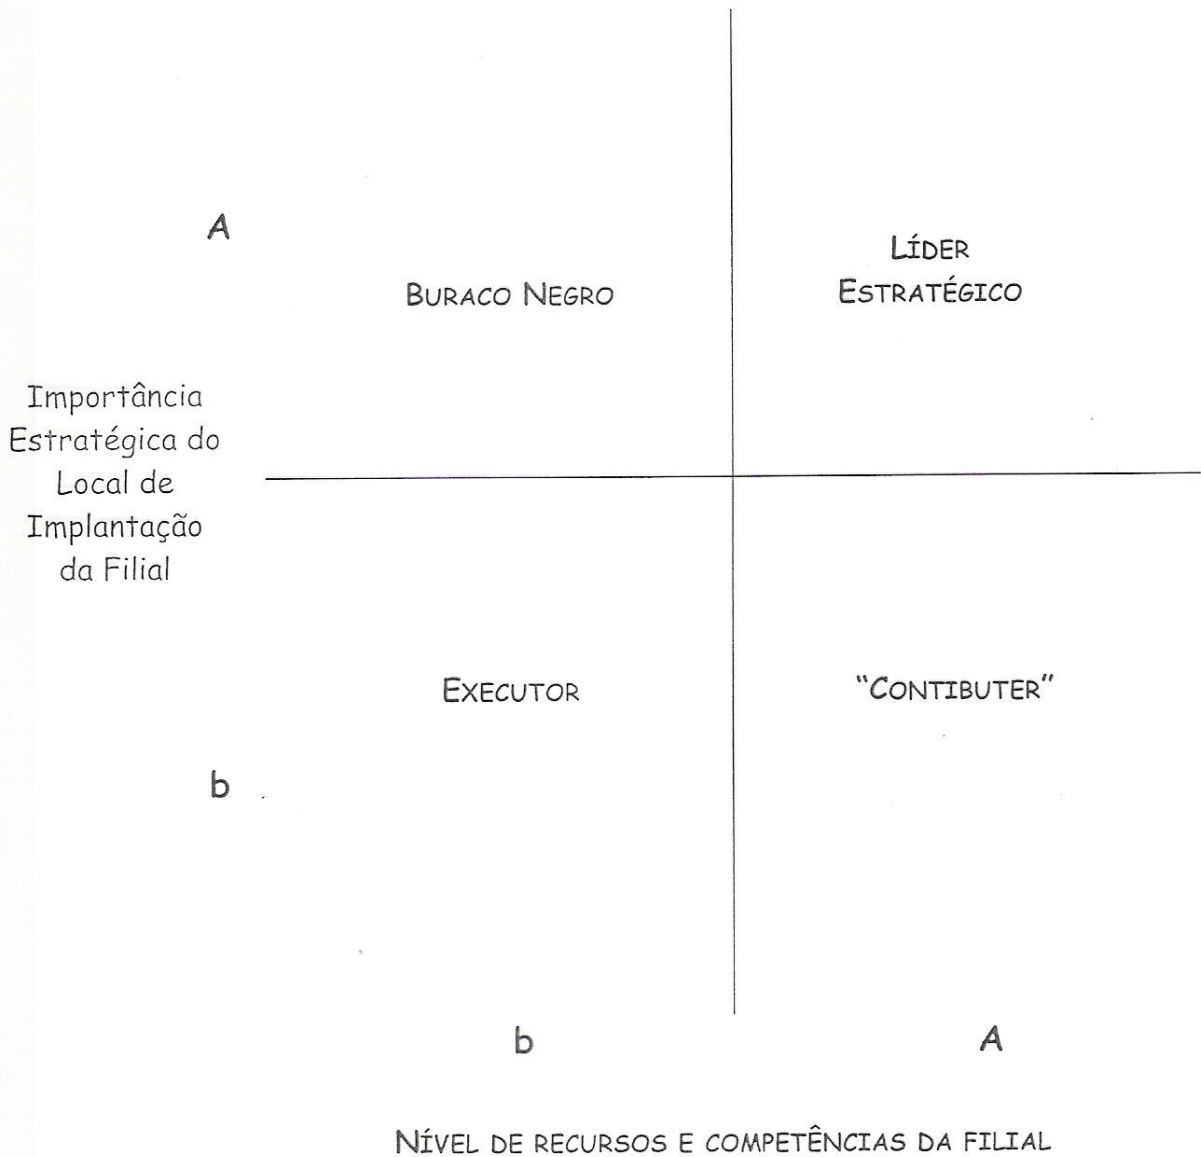 A
LÍDER
ESTRATÉGICO
BURACO NEGRO
Importância
Estratégica do
Local de
Implantação
da Filial
EXECUTOR
"CONTIBUTER"
b
b
A
NÍVEL DE RECURSOS E COMPETÊNCIAS DA FILIAL